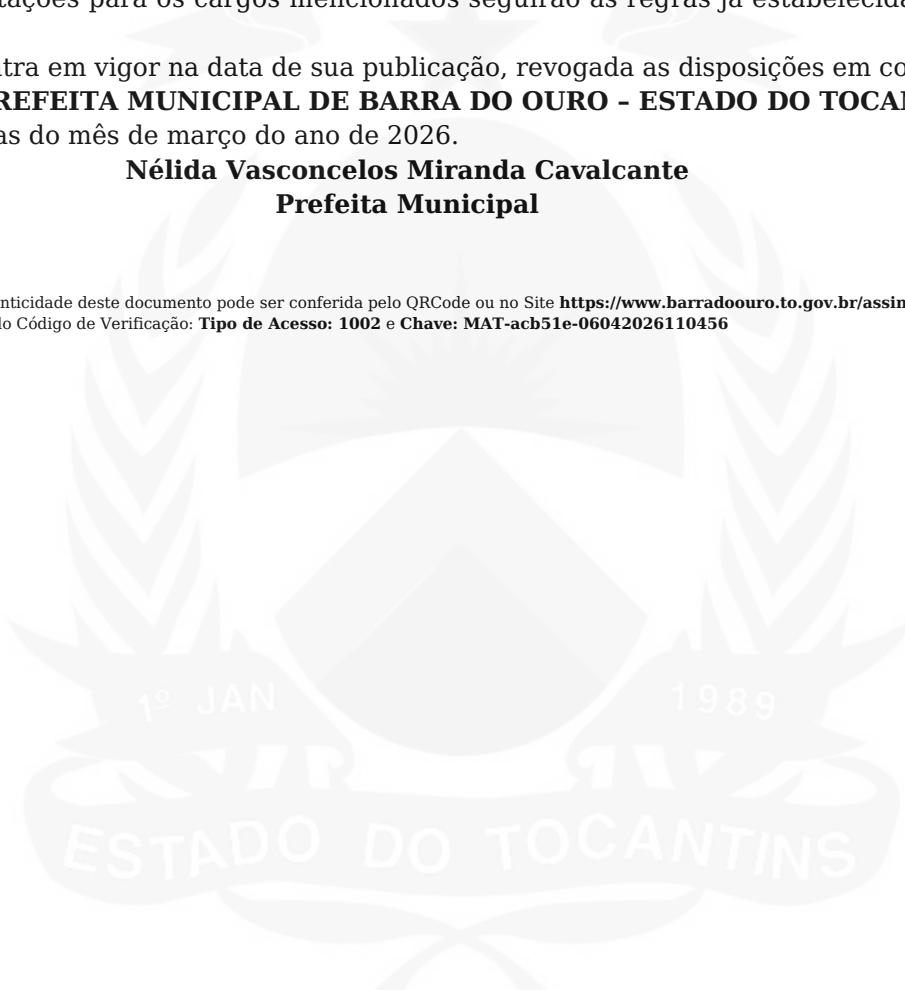 tações para os cargos mencionados seguirão as regras já estabelecida
ntra em vigor na data de sua publicação, revogada as disposições em co
REFEITA MUNICIPAL DE BARRA DO OURO – ESTADO DO TOCAN
as do mês de março do ano de 2026.
Nélida Vasconcelos Miranda Cavalcante
Prefeita Municipal
nticidade deste documento pode ser conferida pelo QRCode ou no Site https://www.barradoouro.to.gov.br/assin
do Código de Verificação: Tipo de Acesso: 1002 e Chave: MAT-acb51e-06042026110456
1º JAN 1989
ESTADO DO TOCANTINS